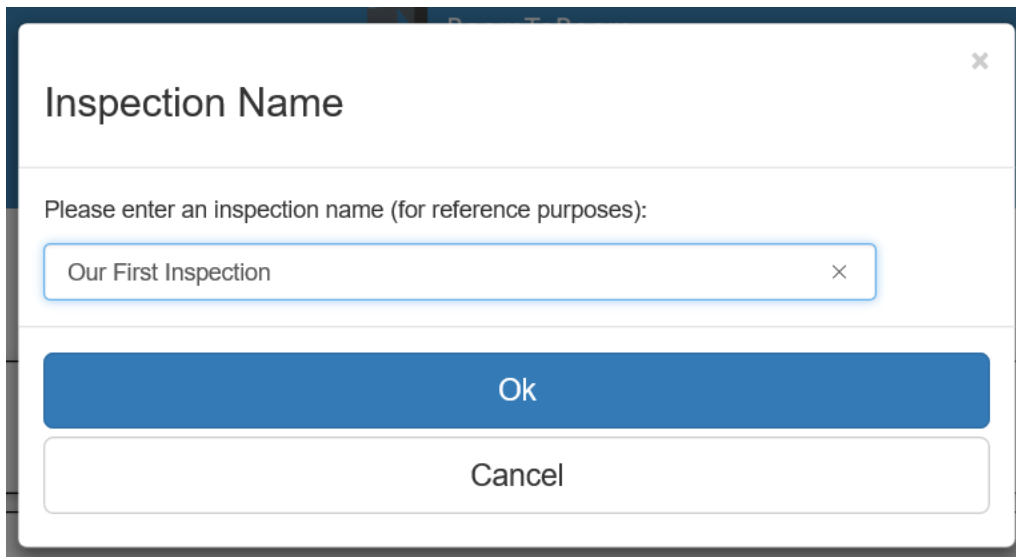 Inspection Name
Please enter an inspection name (for reference purposes):
Our First Inspection
Ok
Cancel